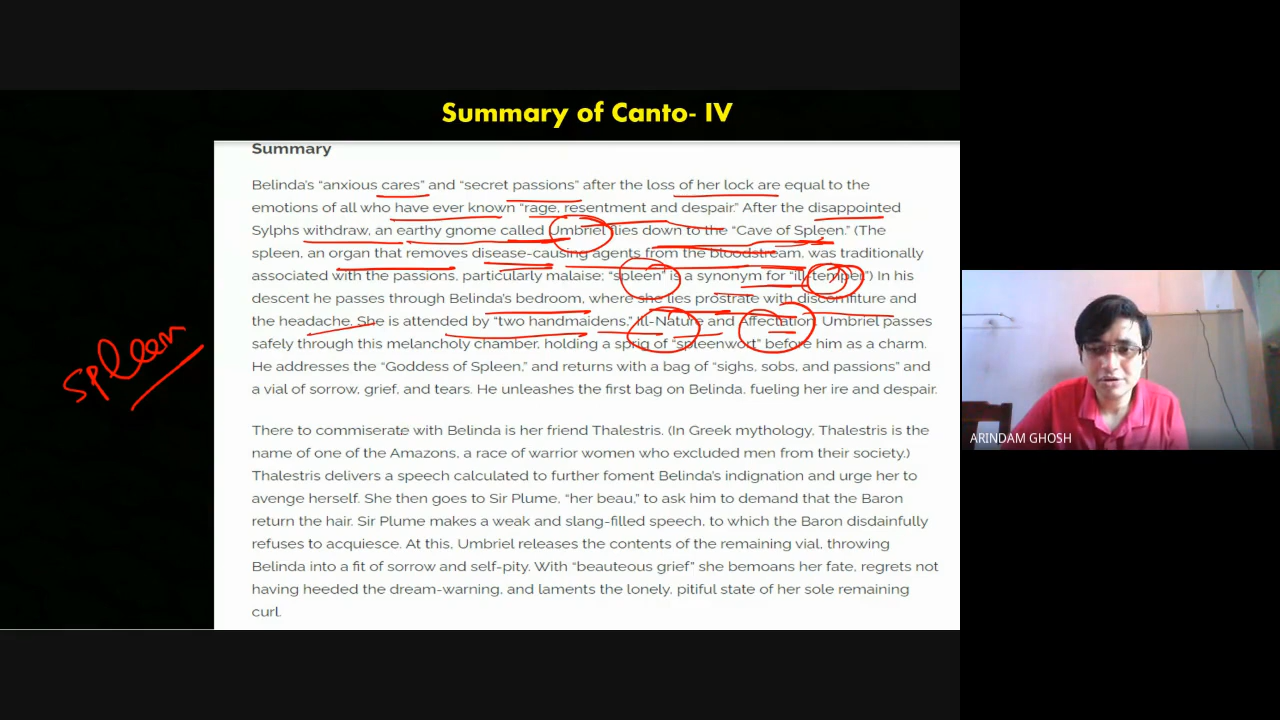 Summary of Canto- IV
Summary
Belinda's "anxious cares" and "secret passions" after the loss of her lock are equal to the
emotions of all who have ever known "rage, resentment and despair." After the disappointed
Sylphs withdraw, an earthy gnome called Umbriel flies down to the "Cave of Spleen." (The
spleen, an organ that removes disease-causing agents from the bloodstream, was traditionally
associated with the passions, particularly malaise; "spleen" is a synonym for "ill-temper.") In his
descent he passes through Belinda's bedroom, where she lies prostrate with discomfiture and
the headache. She is attended by "two handmaidens," Ill-Nature and Affectation. Umbriel passes
safely through this melancholy chamber, holding a sprig of "spleenwort" before him as a charm.
He addresses the "Goddess of Spleen," and returns with a bag of "sighs, sobs, and passions" and
a vial of sorrow, grief, and tears. He unleashes the first bag on Belinda, fueling her ire and despair.
There to commiserate with Belinda is her friend Thalestris. (In Greek mythology, Thalestris is the
name of one of the Amazons, a race of warrior women who excluded men from their society.)
Thalestris delivers a speech calculated to further foment Belinda's indignation and urge her to
avenge herself. She then goes to Sir Plume, "her beau," to ask him to demand that the Baron
return the hair. Sir Plume makes a weak and slang-filled speech, to which the Baron disdainfully
refuses to acquiesce. At this, Umbriel releases the contents of the remaining vial, throwing
Belinda into a fit of sorrow and self-pity. With "beauteous grief" she bemoans her fate, regrets not
having heeded the dream-warning, and laments the lonely, pitiful state of her sole remaining
curl.
spleen
ARINDAM GHOSH